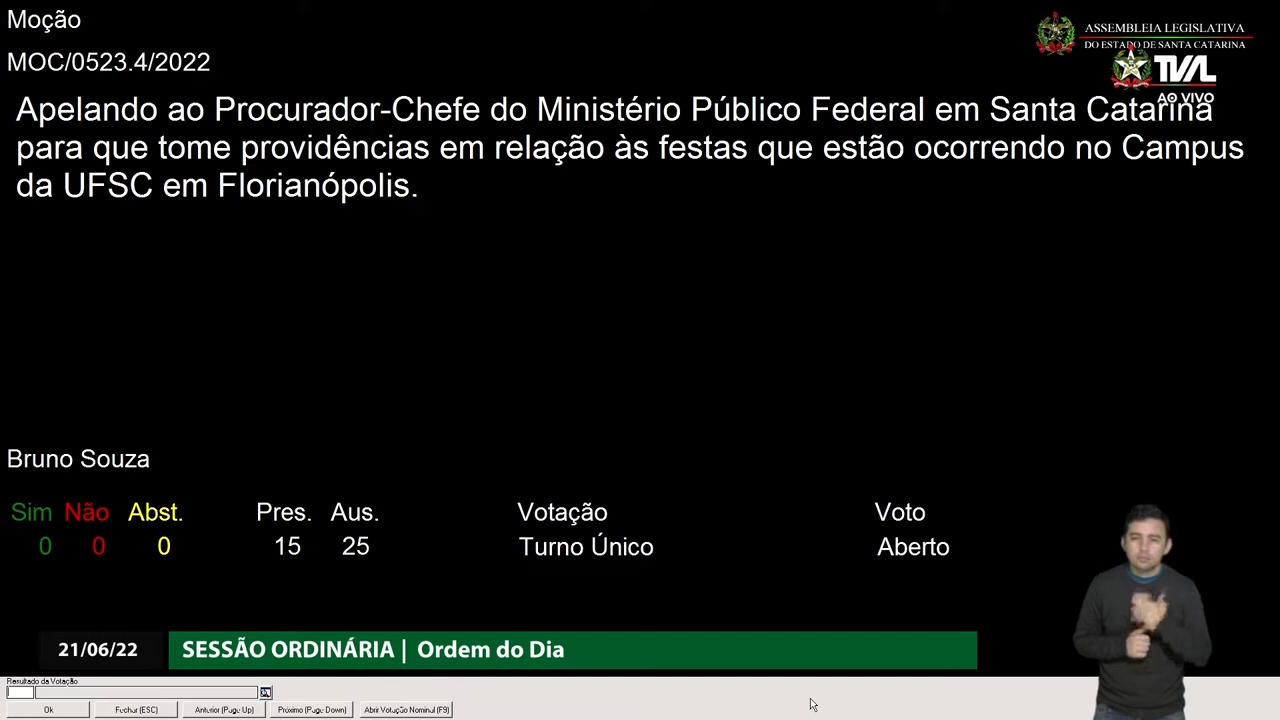 Moção
MOC/0523.4/2022
ASSEMBLEIA LEGISLATIVA
DO ESTADO DE SANTA CATARINA
TVAL
AO VIVO
Apelando ao Procurador-Chefe do Ministério Público Federal em Santa Catarina
para que tome providências em relação às festas que estão ocorrendo no Campus
da UFSC em Florianópolis.
Bruno Souza
Sim Não Abst. Pres. Aus. Votação Voto
0 0 0 15 25 Turno Único Aberto
21/06/22 SESSÃO ORDINÁRIA | Ordem do Dia
Resultado da Votação
Ok Fechar (ESC) Anterior (Page Up) Próximo (Page Down) Abrir Votação Nominal (F9)